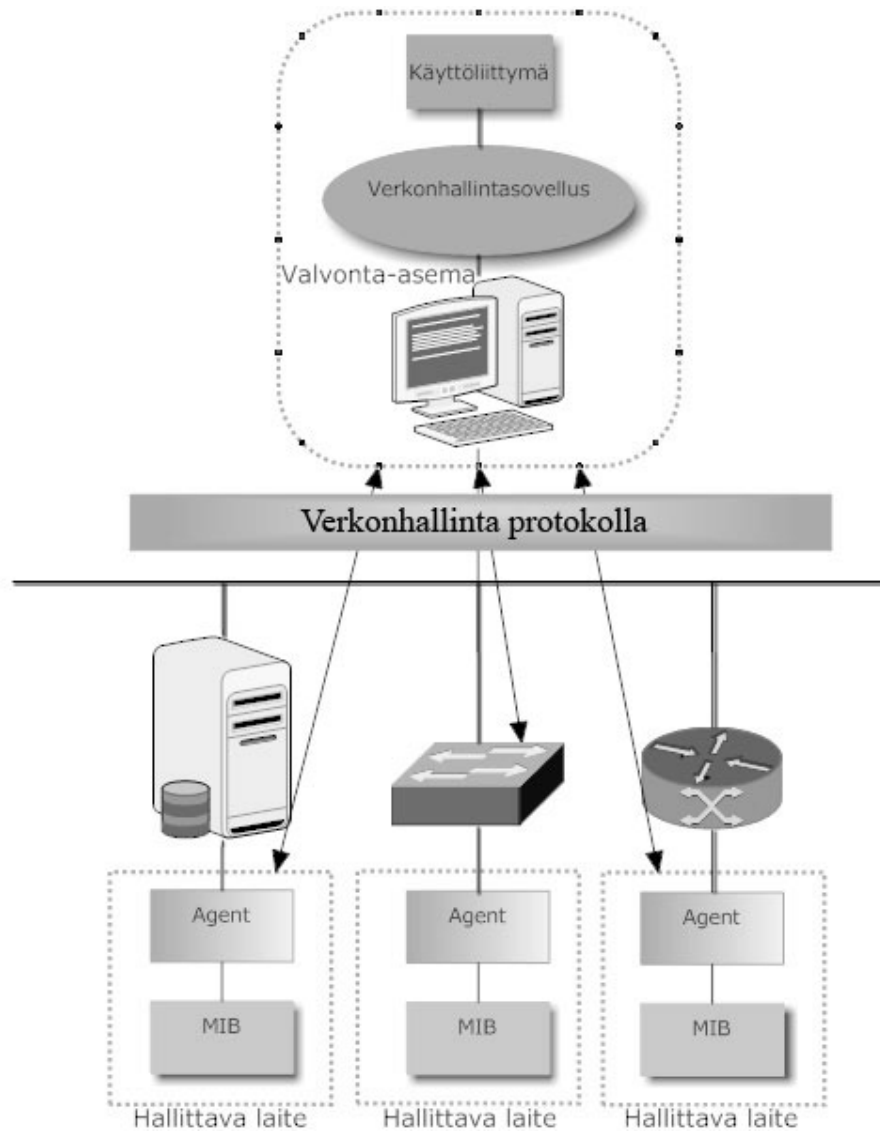 Käyttöliittymä
Verkonhallintasovellus
Valvonta-asema
Verkonhallinta protokolla
Agent
Agent
Agent
MIB
MIB
MIB
Hallittava laite
Hallittava laite
Hallittava laite